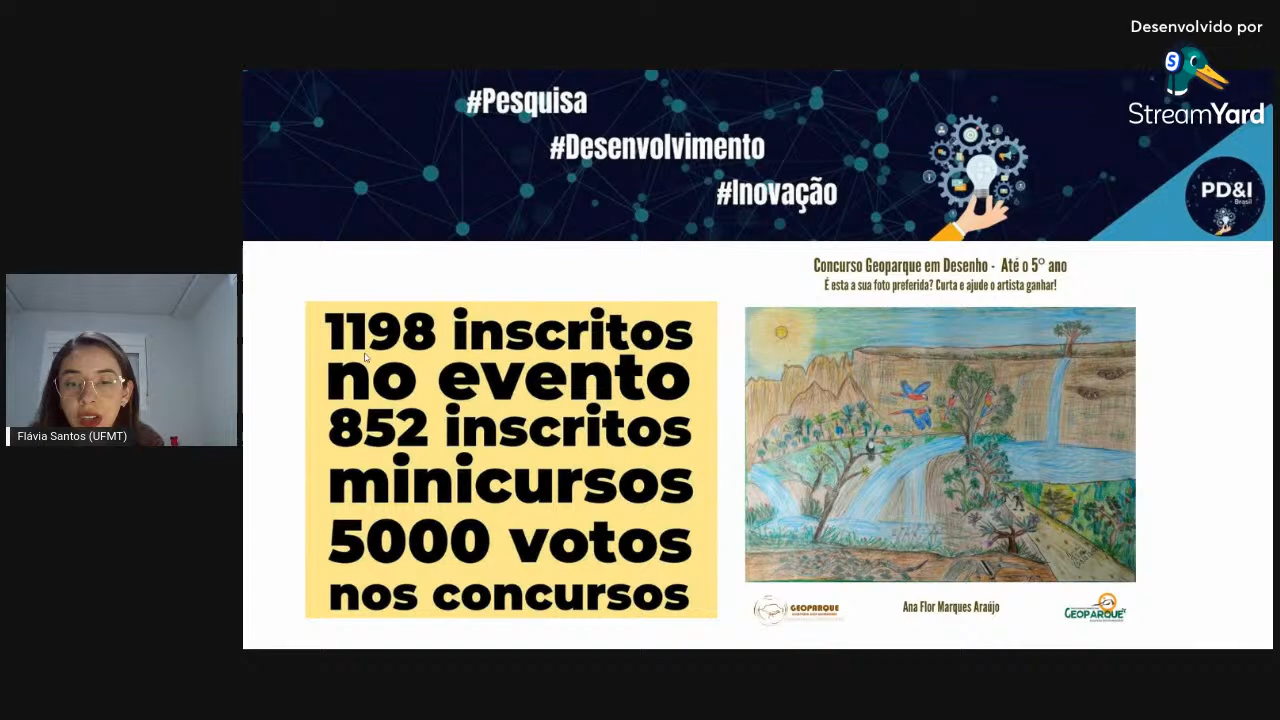 Desenvolvido por
StreamYard
#Pesquisa
#Desenvolvimento
#Inovação
PD&I
Brasil
Concurso Geoparque em Desenho - Até o 5º ano
É esta a sua foto preferida? Curta e ajude o artista ganhar!
1198 inscritos
no evento
852 inscritos
minicursos
5000 votos
nos concursos
Flávia Santos (UFMT)
GEOPARQUE
Ana Flor Marques Araújo
GEOPARQUE